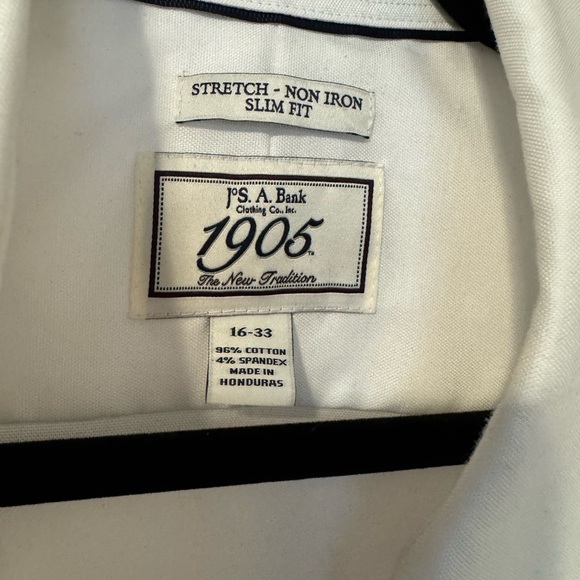 STRETCH - NON IRON
SLIM FIT
JoS. A. Bank
Clothing Co., Inc.
1905™
The New Tradition
16-33
96% COTTON
4% SPANDEX
MADE IN
HONDURAS